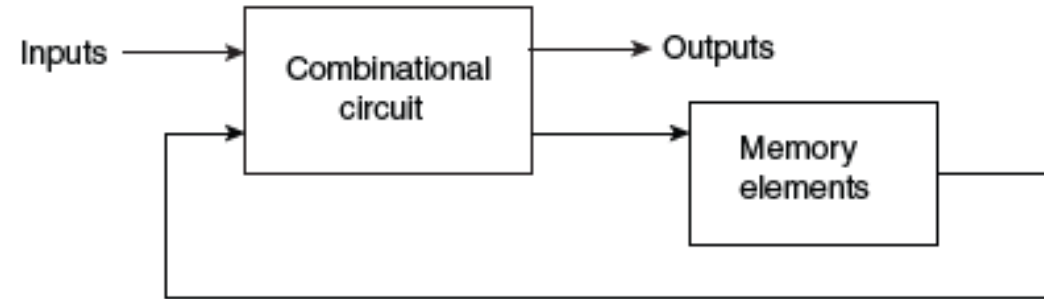 Inputs
Combinational
circuit
Outputs
Memory
elements